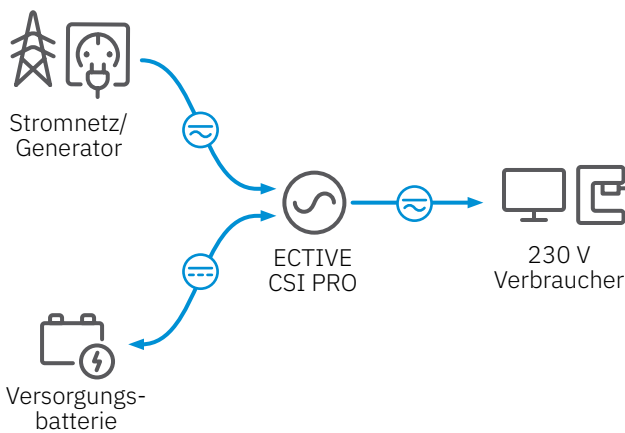 Stromnetz/
Generator
ECTIVE
CSI PRO
230 V
Verbraucher
Versorgungs-
batterie